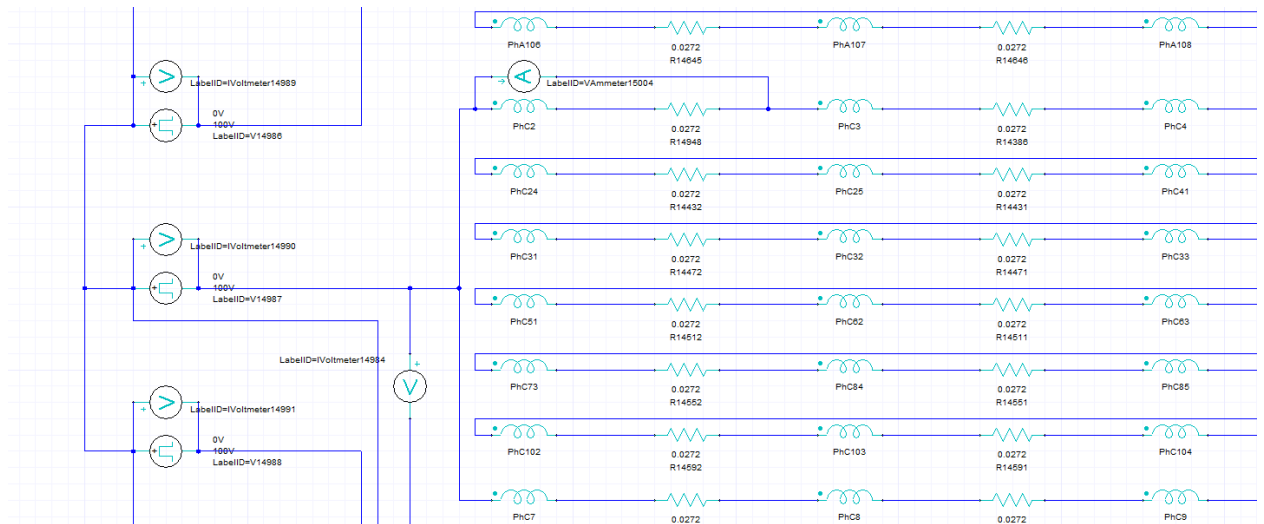 PhA106
0.0272
R14645
PhA107
0.0272
R14646
PhA108
+
V
LabelID=IVoltmeter14989
A
LabelID=VAmmeter15004
+
0V
100V
LabelID=V14986
PhC2
0.0272
R14948
PhC3
0.0272
R14386
PhC4
PhC24
0.0272
R14432
PhC25
0.0272
R14431
PhC41
+
V
LabelID=IVoltmeter14990
PhC31
0.0272
R14472
PhC32
0.0272
R14471
PhC33
+
0V
100V
LabelID=V14987
PhC51
0.0272
R14512
PhC62
0.0272
R14511
PhC63
LabelID=IVoltmeter14984
+
V
PhC73
0.0272
R14552
PhC84
0.0272
R14551
PhC85
+
V
LabelID=IVoltmeter14991
+
0V
100V
LabelID=V14988
PhC102
0.0272
R14592
PhC103
0.0272
R14591
PhC104
PhC7
0.0272
PhC8
0.0272
PhC9